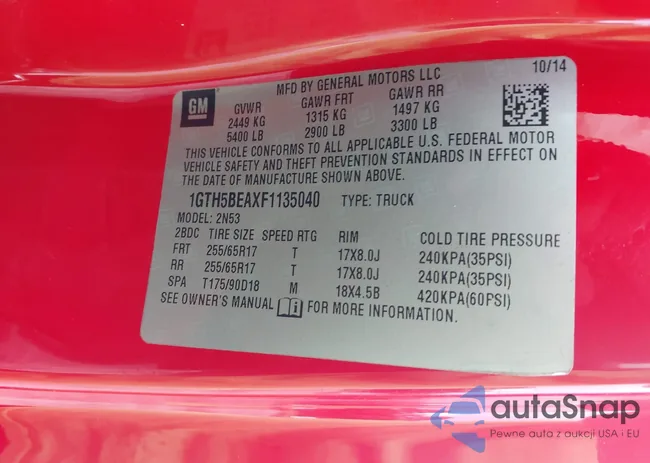 MFD BY GENERAL MOTORS LLC 10/14
GM
GVWR GAWR FRT GAWR RR
2449 KG 1315 KG 1497 KG
5400 LB 2900 LB 3300 LB
THIS VEHICLE CONFORMS TO ALL APPLICABLE U.S. FEDERAL MOTOR
VEHICLE SAFETY AND THEFT PREVENTION STANDARDS IN EFFECT ON
THE DATE OF MANUFACTURE SHOWN ABOVE.
1GTH5BEAXF1135040 TYPE: TRUCK
MODEL: 2N53
2BDC TIRE SIZE SPEED RTG RIM COLD TIRE PRESSURE
FRT 255/65R17 T 17X8.0J 240KPA(35PSI)
RR 255/65R17 T 17X8.0J 240KPA(35PSI)
SPA T175/90D18 M 18X4.5B 420KPA(60PSI)
SEE OWNER'S MANUAL i FOR MORE INFORMATION.
autaSnap
Pewne auta z aukcji USA i EU